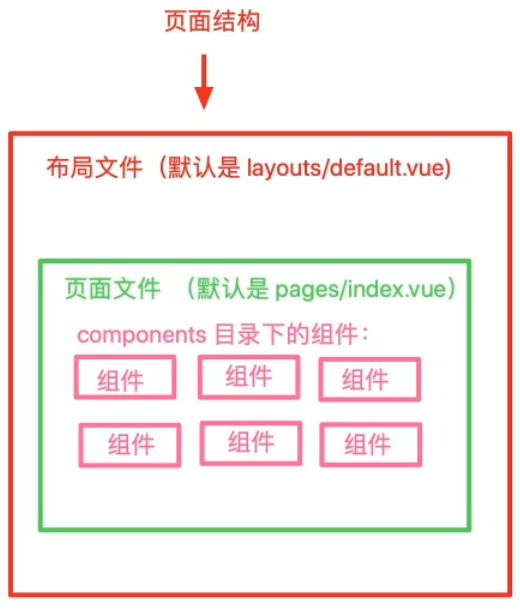 页面结构
布局文件（默认是 layouts/default.vue)
页面文件 （默认是 pages/index.vue）
components 目录下的组件：
组件 组件 组件
组件 组件 组件